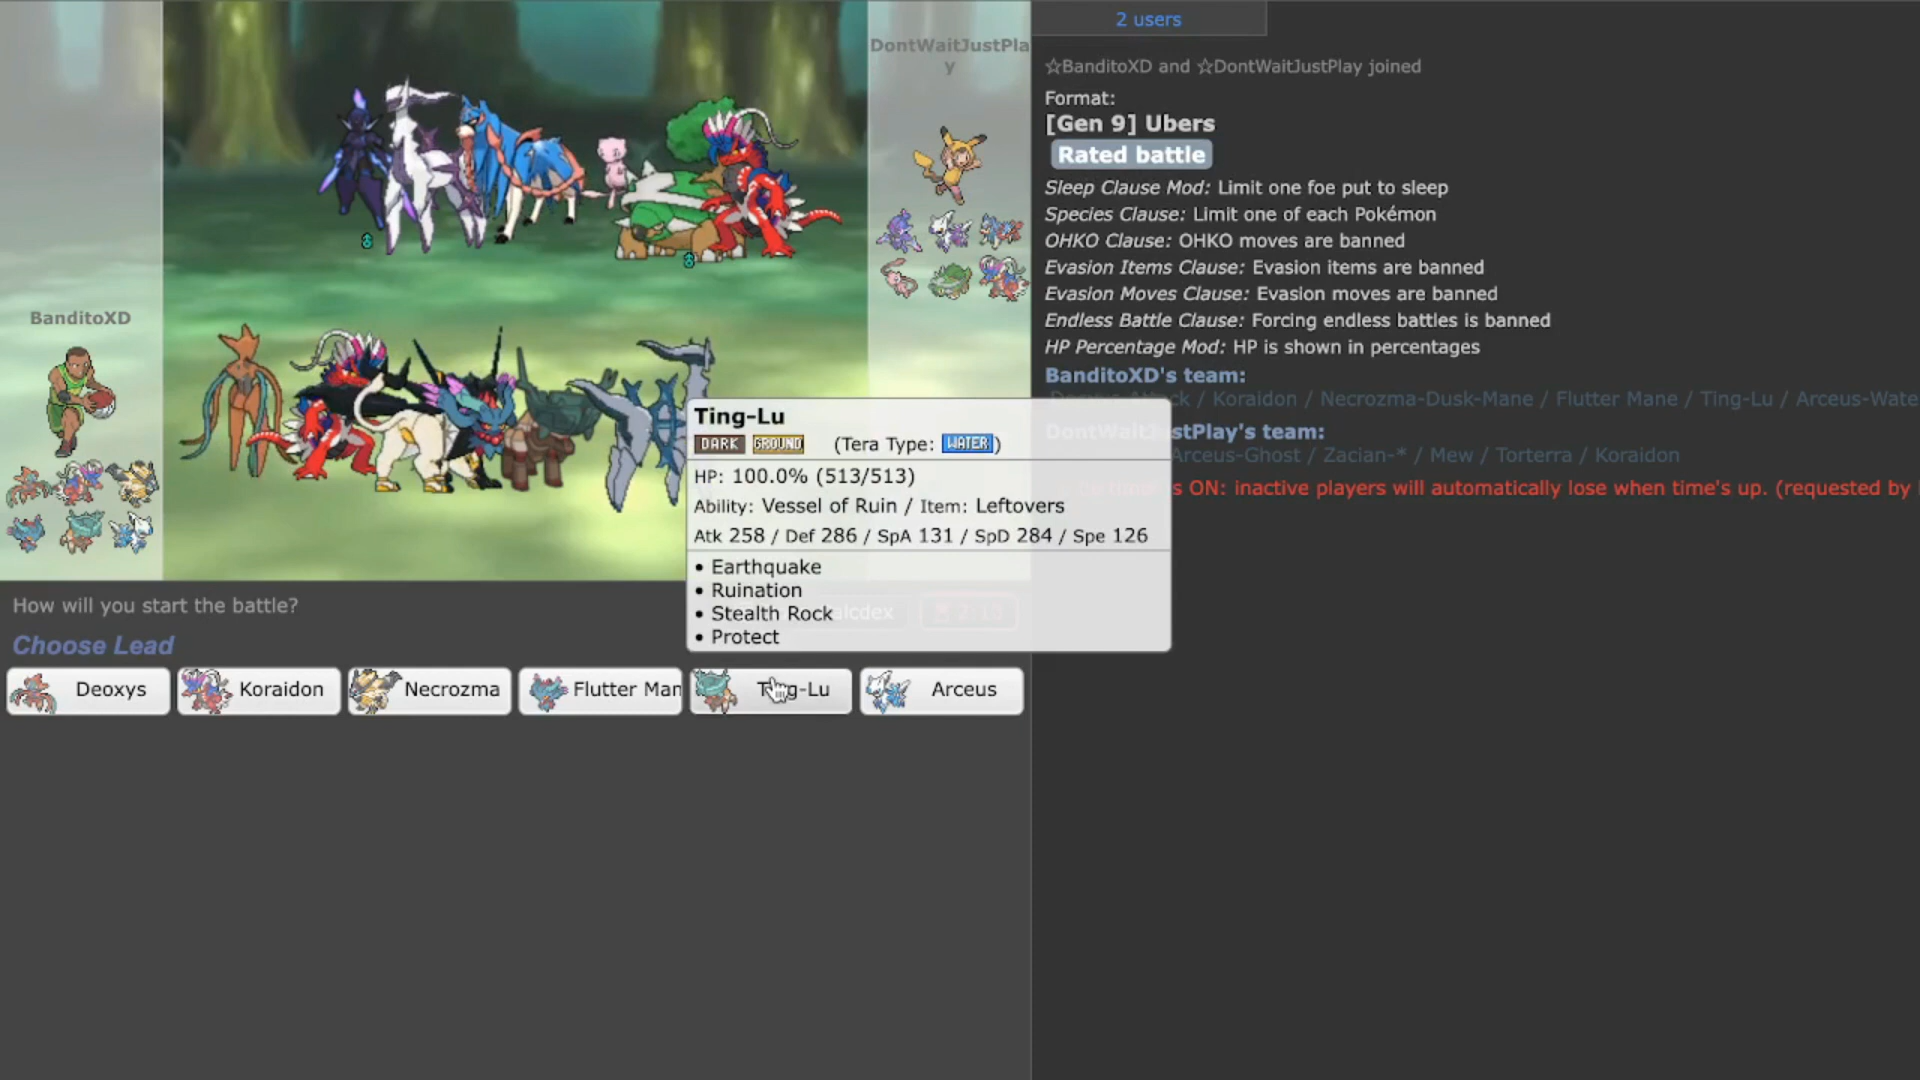 2 users
DontWaitJustPla
y
☆BanditoXD and ☆DontWaitJustPlay joined
Format:
[Gen 9] Ubers
Rated battle
Sleep Clause Mod: Limit one foe put to sleep
Species Clause: Limit one of each Pokémon
OHKO Clause: OHKO moves are banned
Evasion Items Clause: Evasion items are banned
Evasion Moves Clause: Evasion moves are banned
Endless Battle Clause: Forcing endless battles is banned
HP Percentage Mod: HP is shown in percentages
BanditoXD's team:
/ Koraidon / Necrozma-Dusk-Mane / Flutter Mane / Ting-Lu / Arceus-Wate
DontWaitJustPlay's team:
Arceus-Ghost / Zacian-* / Mew / Torterra / Koraidon
s ON: inactive players will automatically lose when time's up. (requested by
BanditoXD
Ting-Lu
DARK GROUND (Tera Type: WATER)
HP: 100.0% (513/513)
Ability: Vessel of Ruin / Item: Leftovers
Atk 258 / Def 286 / SpA 131 / SpD 284 / Spe 126
• Earthquake
• Ruination
• Stealth Rock
• Protect
How will you start the battle?
Choose Lead
Deoxys
Koraidon
Necrozma
Flutter Man
Ting-Lu
Arceus